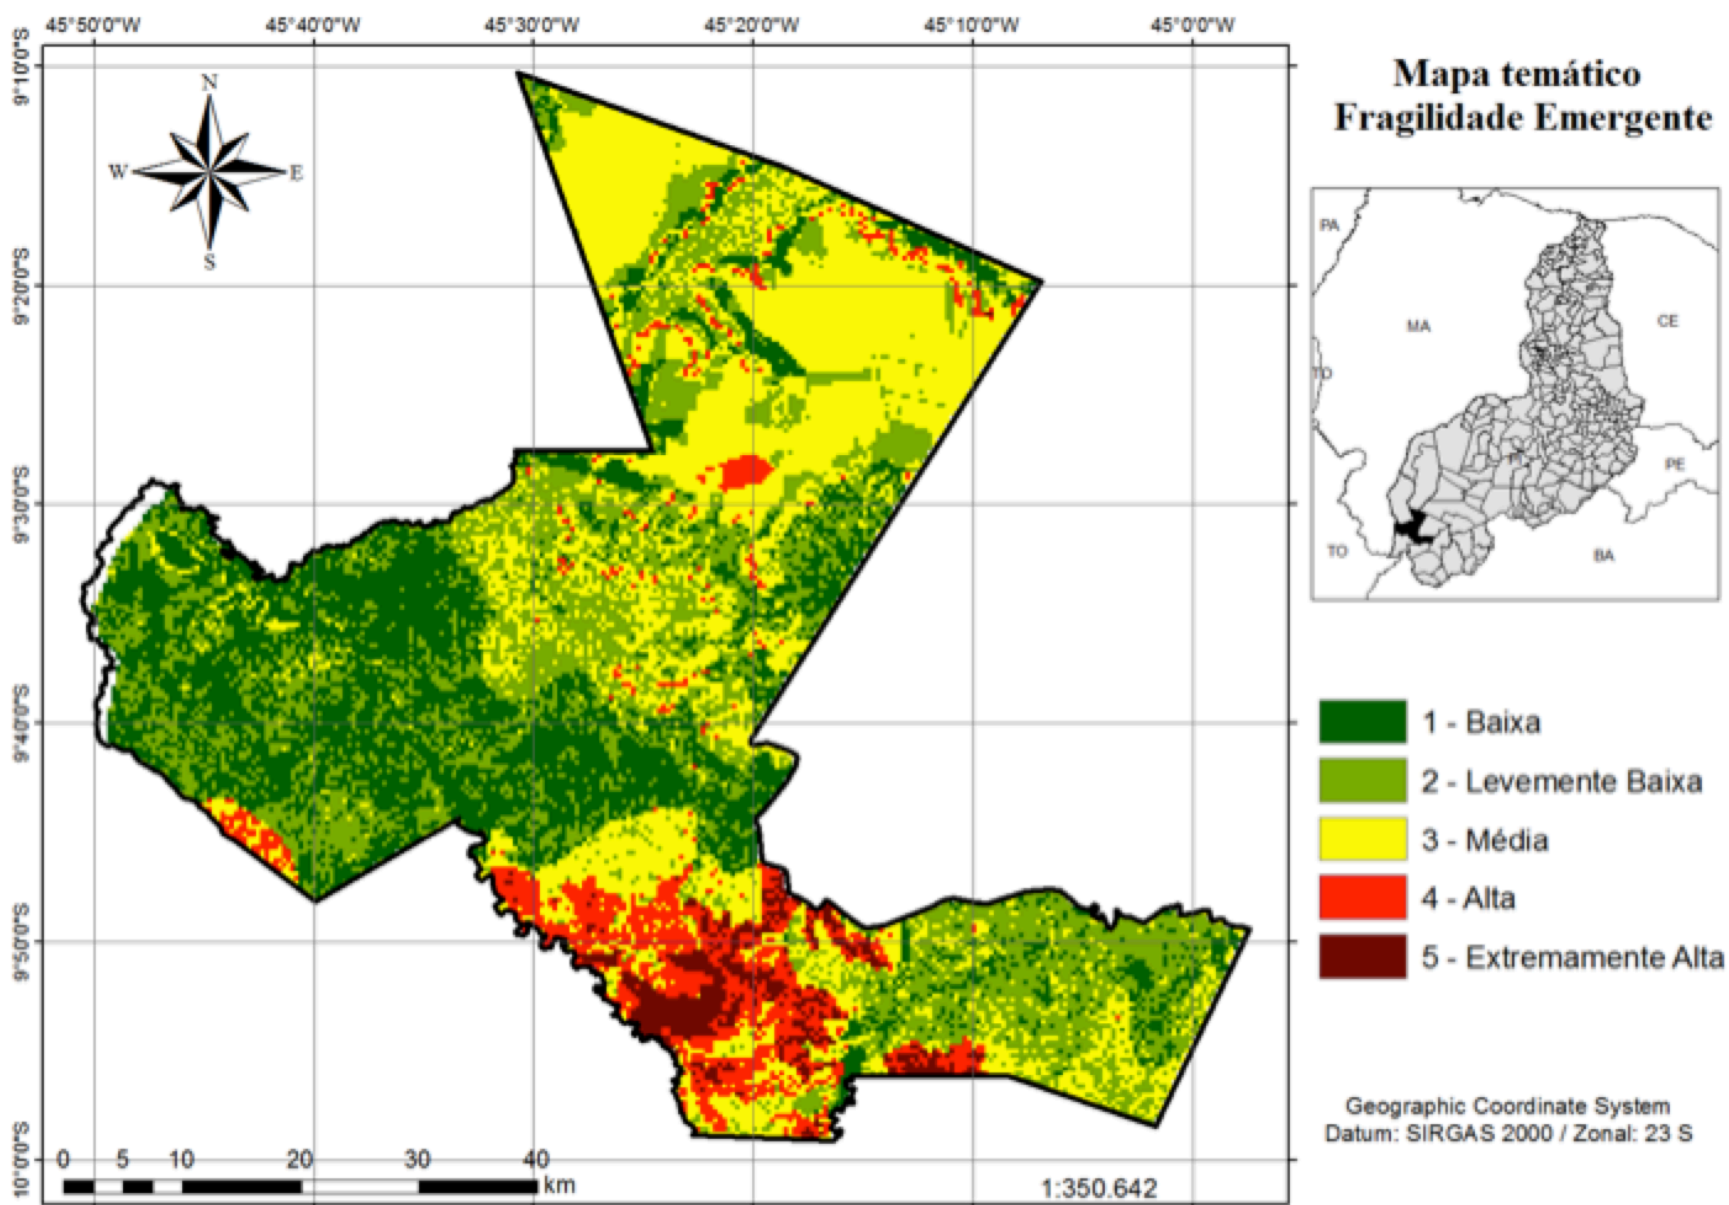 45°50'0"W 45°40'0"W 45°30'0"W 45°20'0"W 45°10'0"W 45°0'0"W
9°10'0"S
9°20'0"S
9°30'0"S
9°40'0"S
9°50'0"S
10°0'0"S
N
W E
S
0 5 10 20 30 40
km
1:350.642
Mapa temático
Fragilidade Emergente
PA
MA
CE
TO
PI
PE
TO
BA
1 - Baixa
2 - Levemente Baixa
3 - Média
4 - Alta
5 - Extremamente Alta
Geographic Coordinate System
Datum: SIRGAS 2000 / Zonal: 23 S